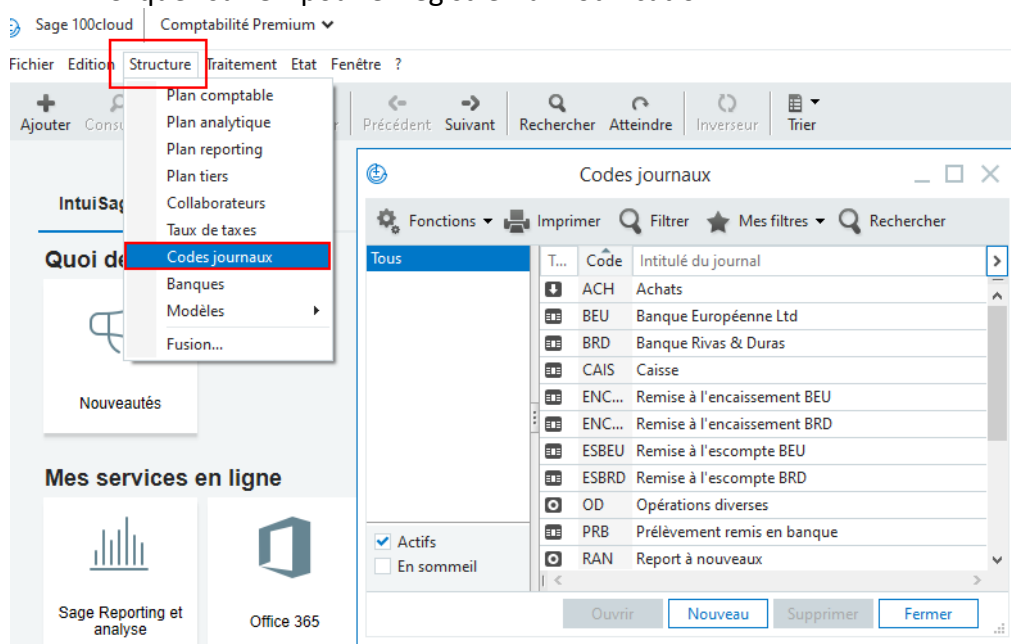 Sage 100cloud Comptabilité Premium
Fichier Edition Structure Traitement Etat Fenêtre ?
Ajouter Précédent Suivant Rechercher Atteindre Inverseur Trier
Plan comptable
Plan analytique
Plan reporting
Plan tiers
Collaborateurs
Taux de taxes
Codes journaux
Banques
Modèles
Fusion...
Quoi de
Nouveautés
Mes services en ligne
Sage Reporting et
analyse
Office 365
Codes journaux
Fonctions Imprimer Filtrer Mes filtres Rechercher
Tous
T... Code Intitulé du journal
ACH Achats
BEU Banque Européenne Ltd
BRD Banque Rivas & Duras
CAIS Caisse
ENC... Remise à l'encaissement BEU
ENC... Remise à l'encaissement BRD
ESBEU Remise à l'escompte BEU
ESBRD Remise à l'escompte BRD
OD Opérations diverses
PRB Prélèvement remis en banque
RAN Report à nouveaux
Actifs
En sommeil
Ouvrir Nouveau Supprimer Fermer